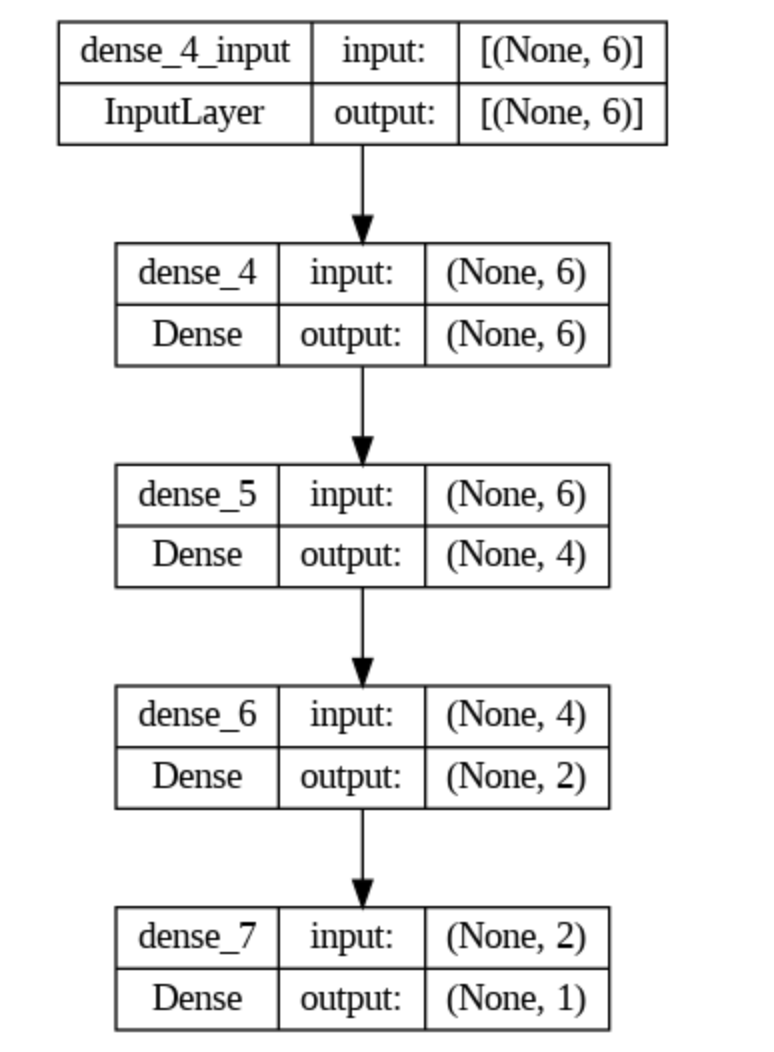 dense_4_input input: [(None, 6)]
InputLayer output: [(None, 6)]
dense_4 input: (None, 6)
Dense output: (None, 6)
dense_5 input: (None, 6)
Dense output: (None, 4)
dense_6 input: (None, 4)
Dense output: (None, 2)
dense_7 input: (None, 2)
Dense output: (None, 1)